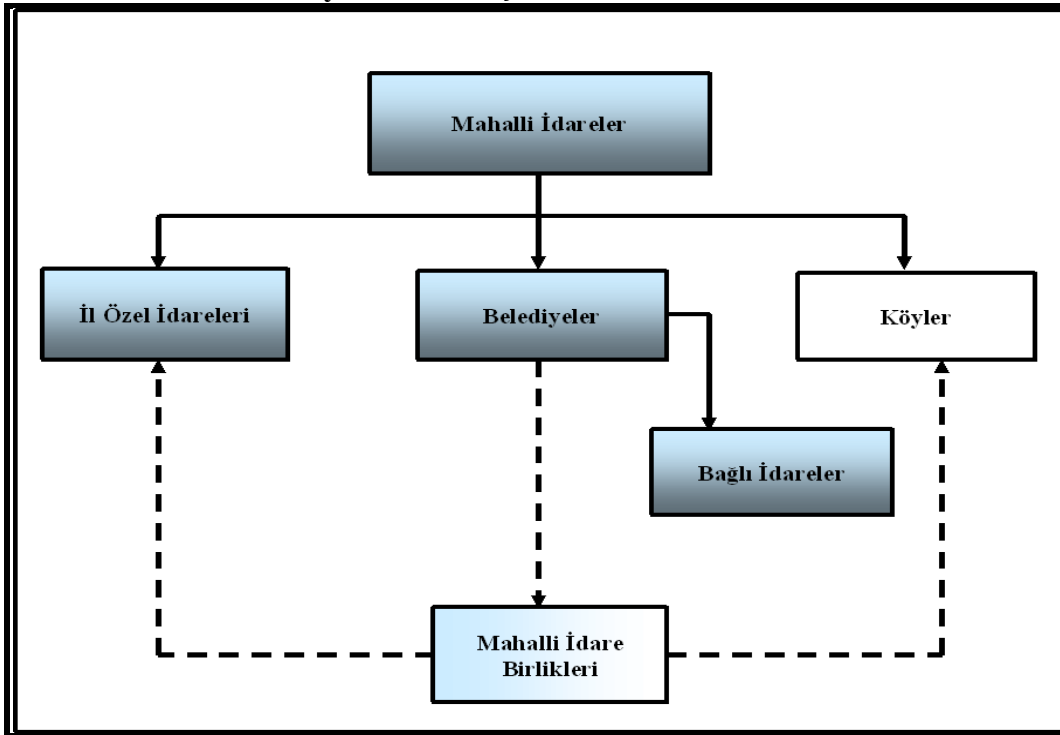 Mahalli İdareler
İl Özel İdareleri
Belediyeler
Köyler
Bağlı İdareler
Mahalli İdare
Birlikleri